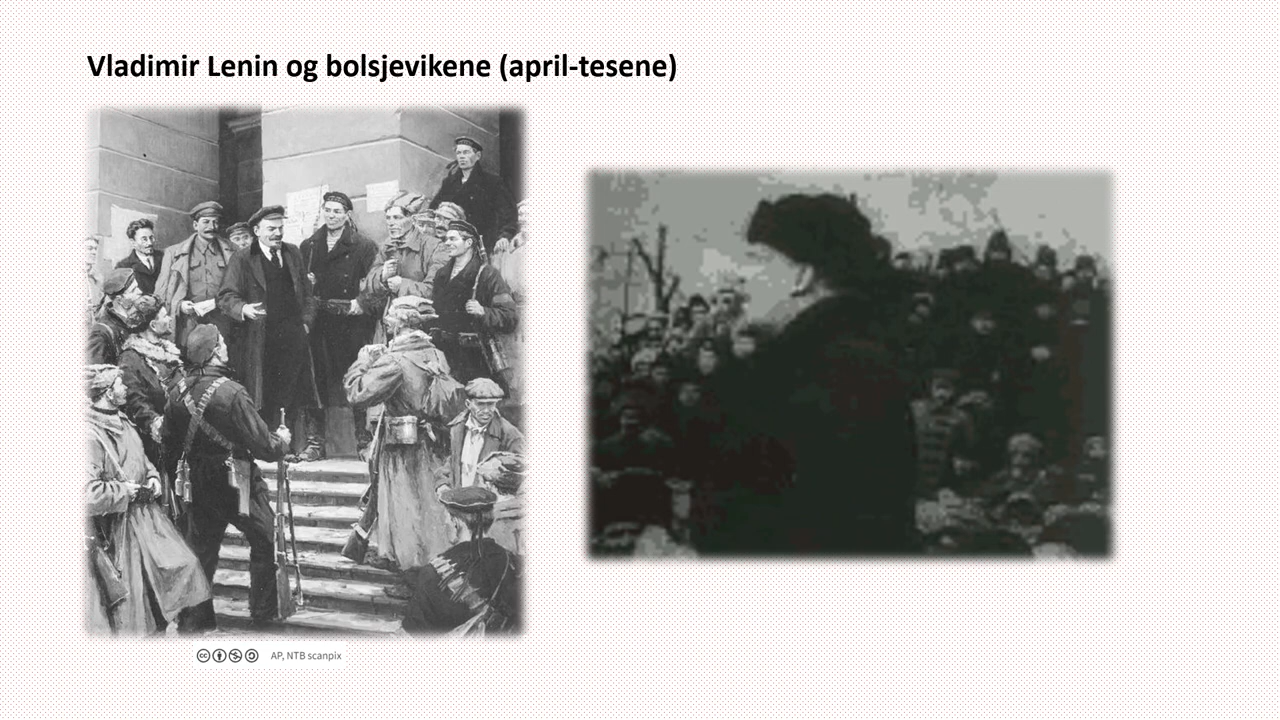 Vladimir Lenin og bolsjevikene (april-tesene)
AP, NTB scanpix